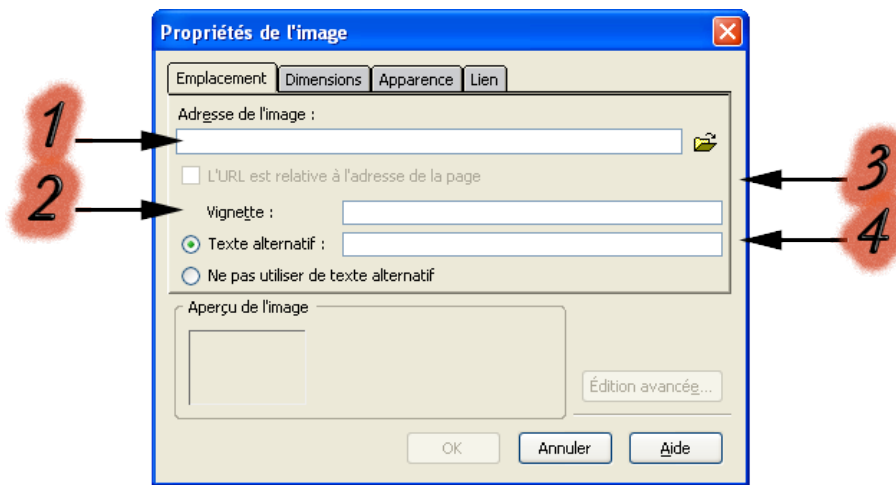 Propriétés de l'image
Emplacement Dimensions Apparence Lien
Adresse de l'image :
1
L'URL est relative à l'adresse de la page
3
2
Vignette :
Texte alternatif :
4
Ne pas utiliser de texte alternatif
Aperçu de l'image
Édition avancée...
OK Annuler Aide